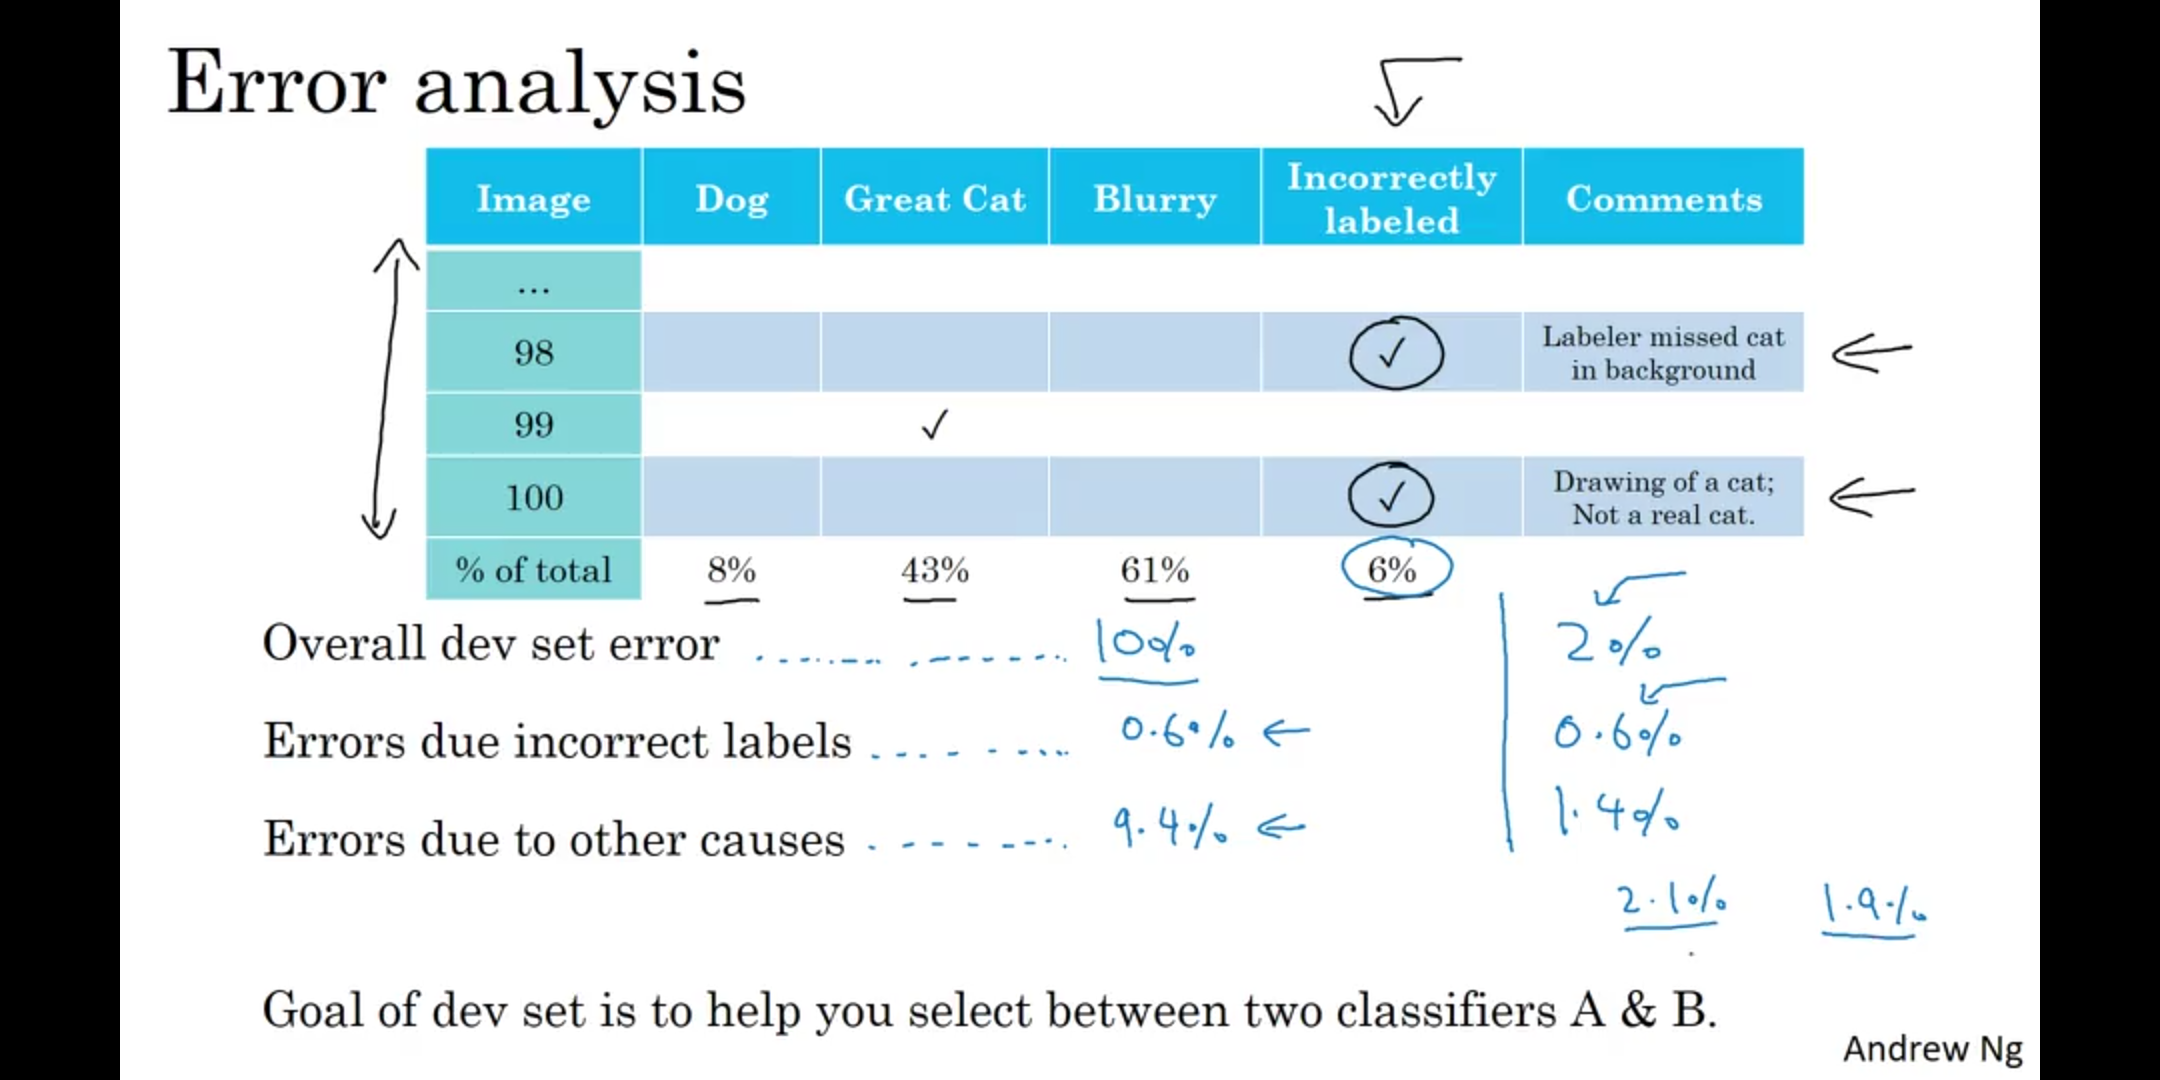 Error analysis
Image Dog Great Cat Blurry Incorrectly labeled Comments
...
98 ✓ Labeler missed cat in background
99 ✓
100 ✓ Drawing of a cat; Not a real cat.
% of total 8% 43% 61% 6%
Overall dev set error 10% 2%
Errors due incorrect labels 0.6% 0.6%
Errors due to other causes 9.4% 1.4%
2.1% 1.9%
Goal of dev set is to help you select between two classifiers A & B.
Andrew Ng